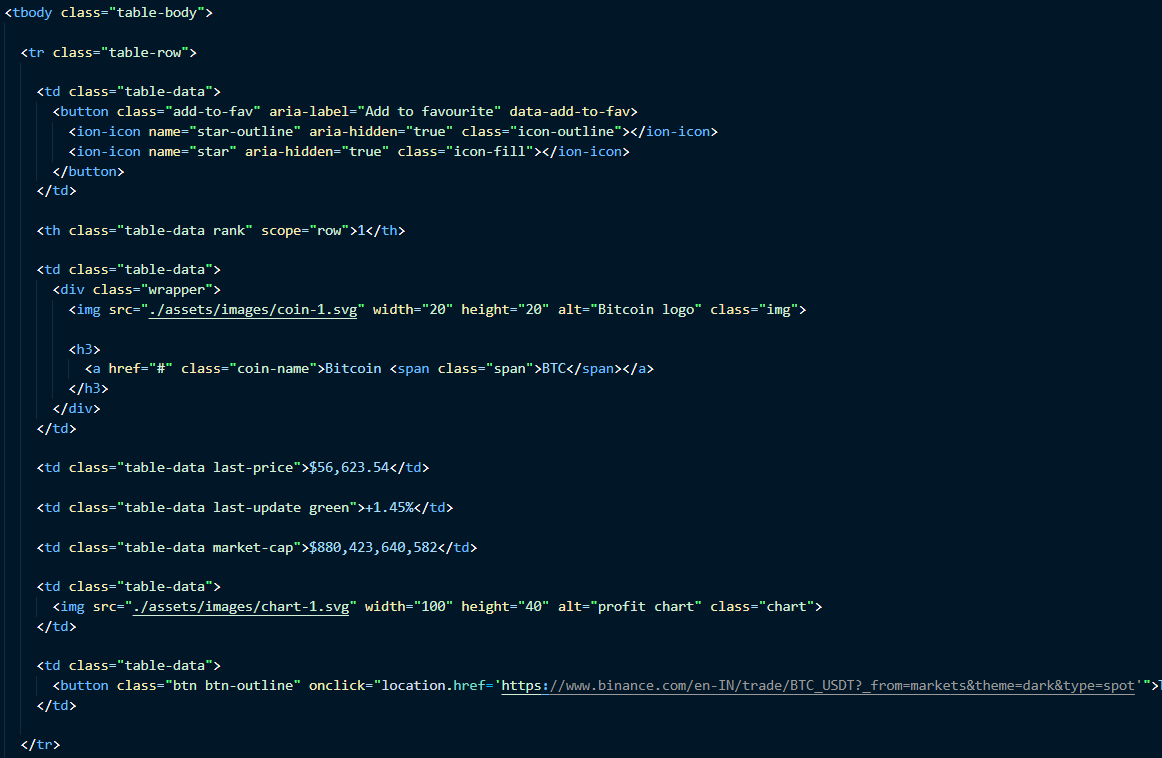 <tbody class="table-body">
<tr class="table-row">
<td class="table-data">
<button class="add-to-fav" aria-label="Add to favourite" data-add-to-fav>
<ion-icon name="star-outline" aria-hidden="true" class="icon-outline"></ion-icon>
<ion-icon name="star" aria-hidden="true" class="icon-fill"></ion-icon>
</button>
</td>
<th class="table-data rank" scope="row">1</th>
<td class="table-data">
<div class="wrapper">
<img src="./assets/images/coin-1.svg" width="20" height="20" alt="Bitcoin logo" class="img">
<h3>
<a href="#" class="coin-name">Bitcoin <span class="span">BTC</span></a>
</h3>
</div>
</td>
<td class="table-data last-price">$56,623.54</td>
<td class="table-data last-update green">+1.45%</td>
<td class="table-data market-cap">$880,423,640,582</td>
<td class="table-data">
<img src="./assets/images/chart-1.svg" width="100" height="40" alt="profit chart" class="chart">
</td>
<td class="table-data">
<button class="btn btn-outline" onclick="location.href='https://www.binance.com/en-IN/trade/BTC_USDT?_from=markets&theme=dark&type=spot'">
</td>
</tr>